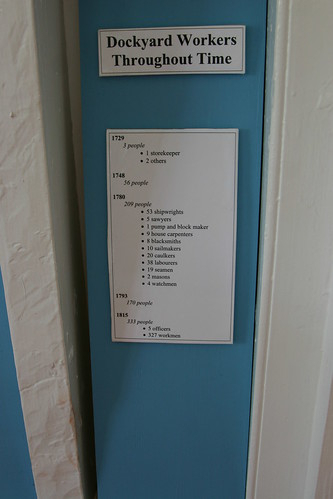 Dockyard Workers
Throughout Time
1729
3 people
• 1 storekeeper
• 2 others
1748
56 people
1780
209 people
• 53 shipwrights
• 5 sawyers
• 1 pump and block maker
• 9 house carpenters
• 8 blacksmiths
• 10 sailmakers
• 20 caulkers
• 38 labourers
• 19 seamen
• 2 masons
• 4 watchmen
1793
170 people
1815
333 people
• 5 officers
• 327 workmen